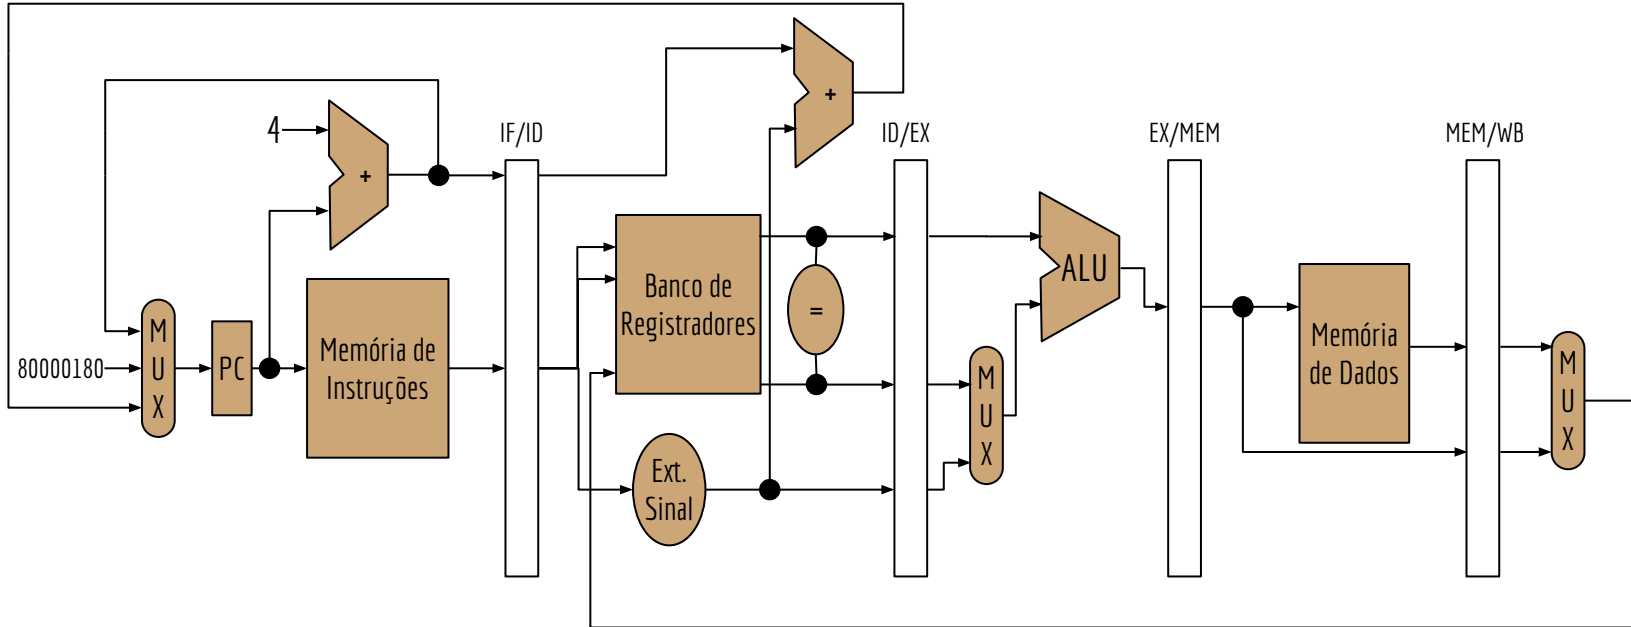 +
4
IF/ID
ID/EX
EX/MEM
MEM/WB
+
ALU
Banco de
Registradores
=
M
U
X
80000180
PC
Memória de
Instruções
Memória
de Dados
M
U
X
M
U
X
Ext.
Sinal